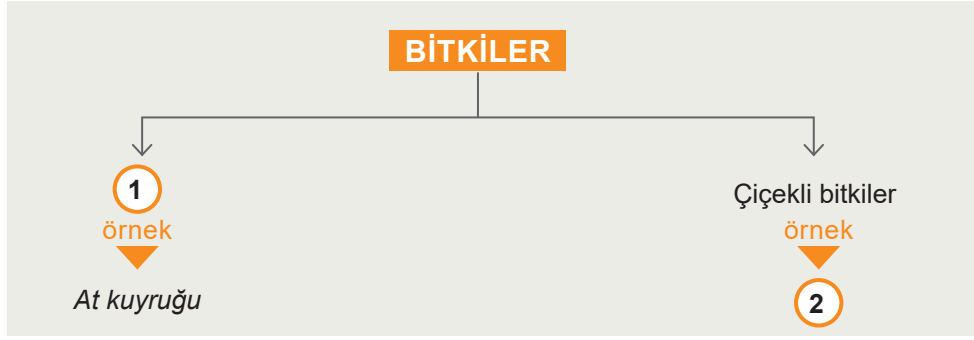 BİTKİLER
1
örnek
At kuyruğu
Çiçekli bitkiler
örnek
2